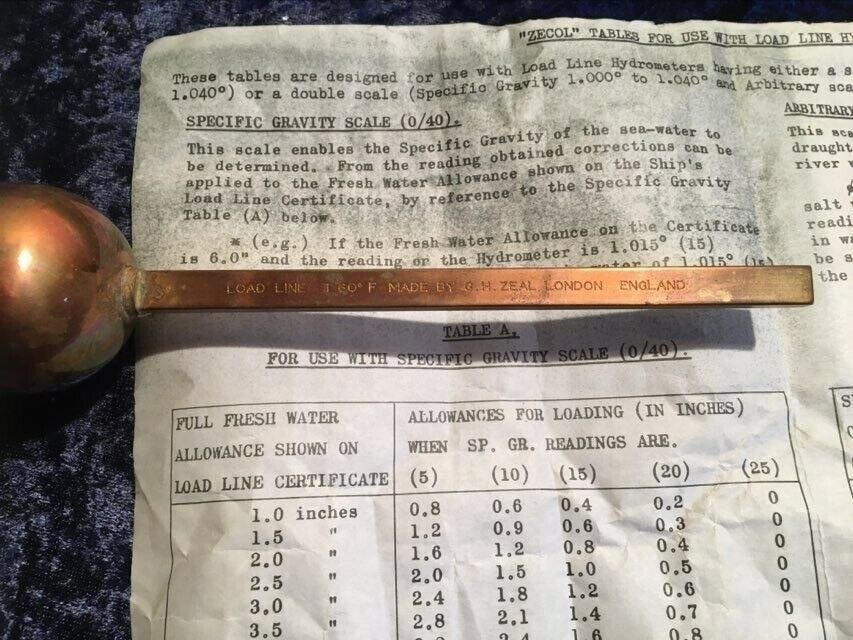 "ZECOL" TABLES FOR USE WITH LOAD LINE
These tables are designed for use with Load Line Hydrometers having either a
1.040°) or a double scale (Specific Gravity 1.000° to 1.040° and Arbitrary
SPECIFIC GRAVITY SCALE (0/40).
This scale enables the Specific Gravity of the sea-water to
be determined. From the reading obtained corrections can be
applied to the Fresh Water Allowance shown on the Ship's
Load Line Certificate, by reference to the Specific Gravity
Table (A) below.
* (e.g.) If the Fresh Water Allowance on the Certificate
is 6.0" and the reading on the Hydrometer is 1.015° (15)
water of 1.015° (15)
ARBITRARY
This
draught
river
salt
readi
in
be
the
LOAD LINE T 60° F MADE BY G.H. ZEAL LONDON ENGLAND
TABLE A.
FOR USE WITH SPECIFIC GRAVITY SCALE (0/40).
FULL FRESH WATER
ALLOWANCE SHOWN ON
LOAD LINE CERTIFICATE
ALLOWANCES FOR LOADING (IN INCHES)
WHEN SP. GR. READINGS ARE.
(5) (10) (15) (20) (25)
1.0 inches 0.8 0.6 0.4 0.2 0
1.5 " 1.2 0.9 0.6 0.3 0
2.0 " 1.6 1.2 0.8 0.4 0
2.5 " 2.0 1.5 1.0 0.5 0
3.0 " 2.4 1.8 1.2 0.6 0
3.5 " 2.8 2.1 1.4 0.7 0
2.4 1.6 0.8